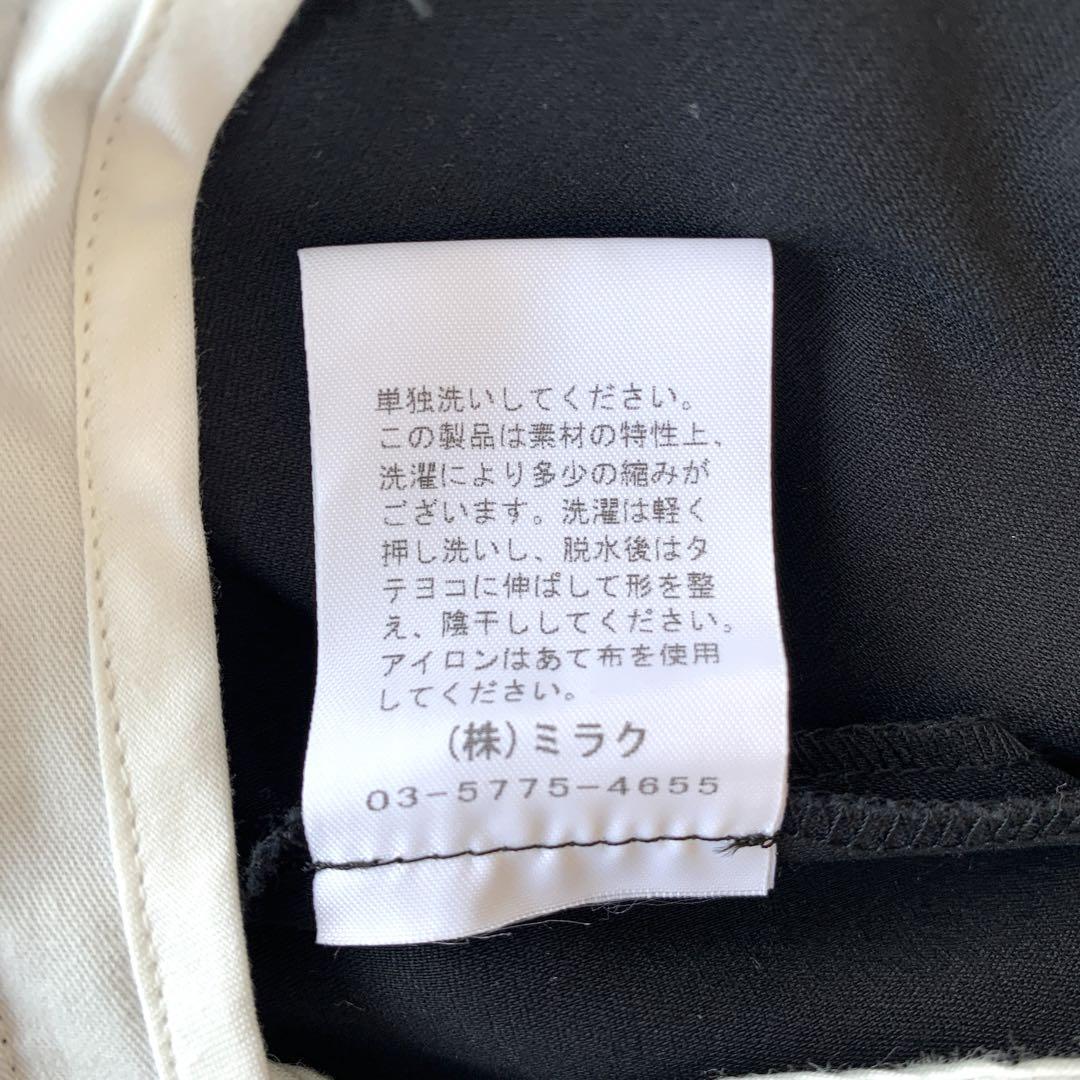 単独洗いしてください。
この製品は素材の特性上、
洗濯により多少の縮みが
ございます。洗濯は軽く
押し洗いし、脱水後はタ
テヨコに伸ばして形を整
え、陰干ししてください。
アイロンはあて布を使用
してください。
(株)ミラク
03-5775-4655